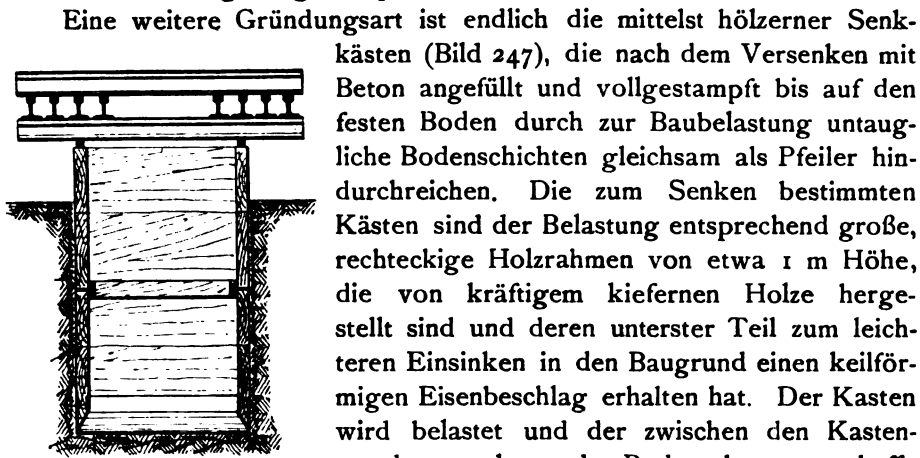 Eine weitere Gründungsart ist endlich die mittelst hölzerner Senk-
kästen (Bild 247), die nach dem Versenken mit
Beton angefüllt und vollgestampft bis auf den
festen Boden durch zur Baubelastung untaug-
liche Bodenschichten gleichsam als Pfeiler hin-
durchreichen. Die zum Senken bestimmten
Kästen sind der Belastung entsprechend große,
rechteckige Holzrahmen von etwa 1 m Höhe,
die von kräftigem kiefernen Holze herge-
stellt sind und deren unterster Teil zum leich-
teren Einsinken in den Baugrund einen keilför-
migen Eisenbeschlag erhalten hat. Der Kasten
wird belastet und der zwischen den Kasten-